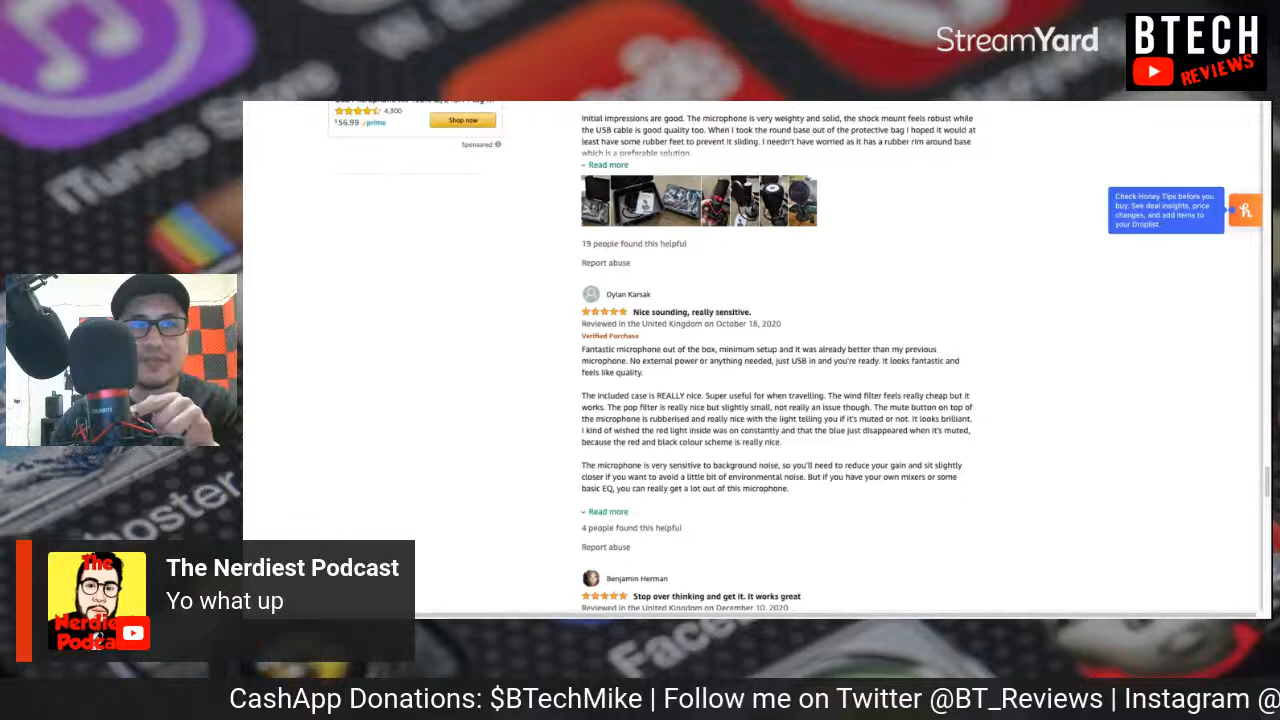 StreamYard
BTECH
REVIEWS
4,300
$56.99 prime
Shop now
Sponsored
Initial impressions are good. The microphone is very weighty and solid, the shock mount feels robust while
the USB cable is good quality too. When I took the round base out of the protective bag I hoped it would at
least have some rubber feet to prevent it sliding. I needn't have worried as it has a rubber rim around base
which is a preferable solution.
Read more
19 people found this helpful
Report abuse
Check Honey Tips before you
buy. See deal insights, price
changes, and add items to
your Droplist.
h
Dylan Karsak
Nice sounding, really sensitive.
Reviewed in the United Kingdom on October 18, 2020
Verified Purchase
Fantastic microphone out of the box, minimum setup and it was already better than my previous
microphone. No external power or anything needed, just USB in and you're ready. It looks fantastic and
feels like quality.
The included case is REALLY nice. Super useful for when travelling. The wind filter feels really cheap but it
works. The pop filter is really nice but slightly small, not really an issue though. The mute button on top of
the microphone is rubberised and really nice with the light telling you if it's muted or not. It looks brilliant.
I kind of wished the red light inside was on constantly and that the blue just disappeared when it's muted,
because the red and black colour scheme is really nice.
The microphone is very sensitive to background noise, so you'll need to reduce your gain and sit slightly
closer if you want to avoid a little bit of environmental noise. But if you have your own mixers or some
basic EQ, you can really get a lot out of this microphone.
Read more
4 people found this helpful
Report abuse
Benjamin Herman
Stop over thinking and get it. It works great
Reviewed in the United Kingdom on December 10, 2020
The
Nerdies
Podca
The Nerdiest Podcast
Yo what up
Face
CashApp Donations: $BTechMike | Follow me on Twitter @BT_Reviews | Instagram @